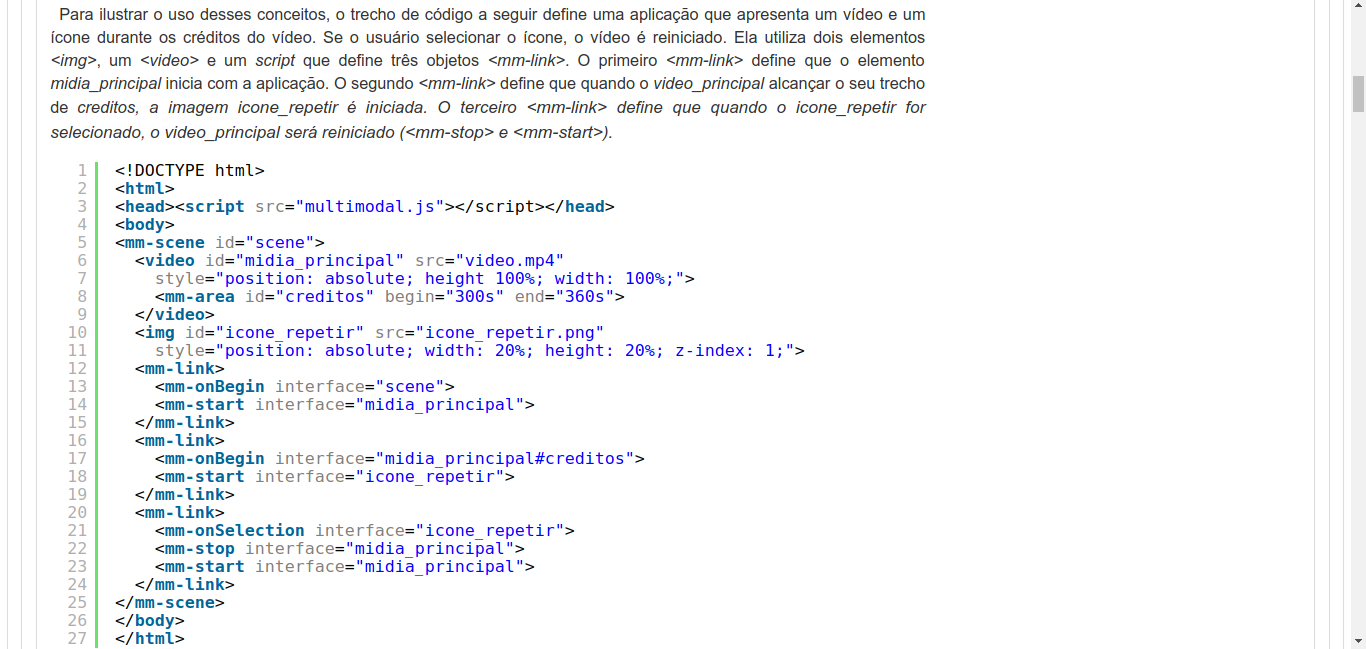 Para ilustrar o uso desses conceitos, o trecho de código a seguir define uma aplicação que apresenta um vídeo e um
ícone durante os créditos do vídeo. Se o usuário selecionar o ícone, o vídeo é reiniciado. Ela utiliza dois elementos
<img>, um <video> e um script que define três objetos <mm-link>. O primeiro <mm-link> define que o elemento
midia_principal inicia com a aplicação. O segundo <mm-link> define que quando o video_principal alcançar o seu trecho
de creditos, a imagem icone_repetir é iniciada. O terceiro <mm-link> define que quando o icone_repetir for
selecionado, o video_principal será reiniciado (<mm-stop> e <mm-start>).
1 <!DOCTYPE html>
2 <html>
3 <head><script src="multimodal.js"></script></head>
4 <body>
5 <mm-scene id="scene">
6 <video id="midia_principal" src="video.mp4"
7 style="position: absolute; height 100%; width: 100%;">
8 <mm-area id="creditos" begin="300s" end="360s">
9 </video>
10 <img id="icone_repetir" src="icone_repetir.png"
11 style="position: absolute; width: 20%; height: 20%; z-index: 1;">
12 <mm-link>
13 <mm-onBegin interface="scene">
14 <mm-start interface="midia_principal">
15 </mm-link>
16 <mm-link>
17 <mm-onBegin interface="midia_principal#creditos">
18 <mm-start interface="icone_repetir">
19 </mm-link>
20 <mm-link>
21 <mm-onSelection interface="icone_repetir">
22 <mm-stop interface="midia_principal">
23 <mm-start interface="midia_principal">
24 </mm-link>
25 </mm-scene>
26 </body>
27 </html>